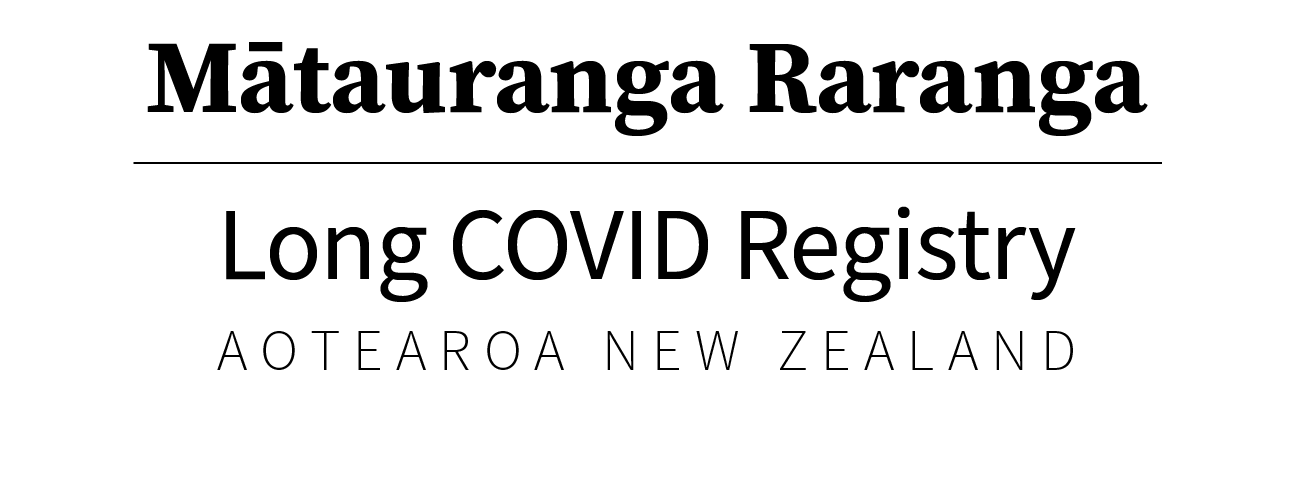 Mātauranga Raranga
Long COVID Registry
AOTEAROA NEW ZEALAND